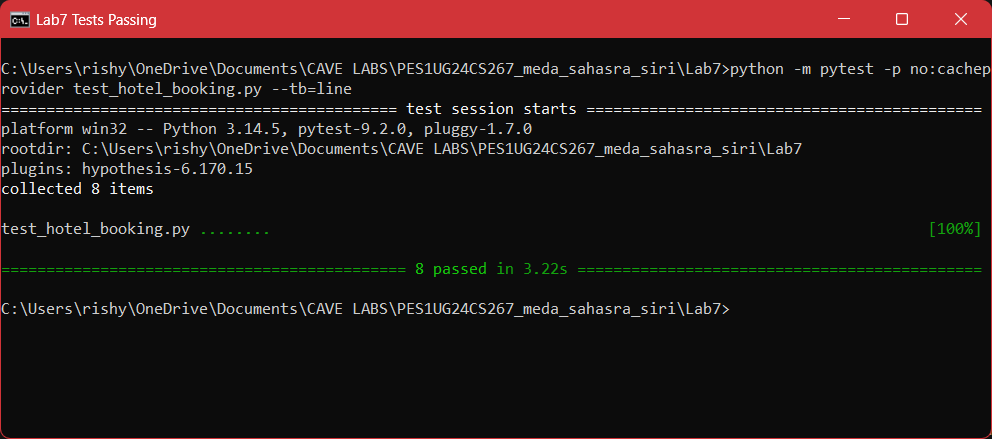 Lab7 Tests Passing
C:\Users\rishy\OneDrive\Documents\CAVE LABS\PES1UG24CS267_meda_sahasra_siri\Lab7>python -m pytest -p no:cachep
rovider test_hotel_booking.py --tb=line
============================================ test session starts ============================================
platform win32 -- Python 3.14.5, pytest-9.2.0, pluggy-1.7.0
rootdir: C:\Users\rishy\OneDrive\Documents\CAVE LABS\PES1UG24CS267_meda_sahasra_siri\Lab7
plugins: hypothesis-6.170.15
collected 8 items
test_hotel_booking.py ........ [100%]
============================================= 8 passed in 3.22s =============================================
C:\Users\rishy\OneDrive\Documents\CAVE LABS\PES1UG24CS267_meda_sahasra_siri\Lab7>